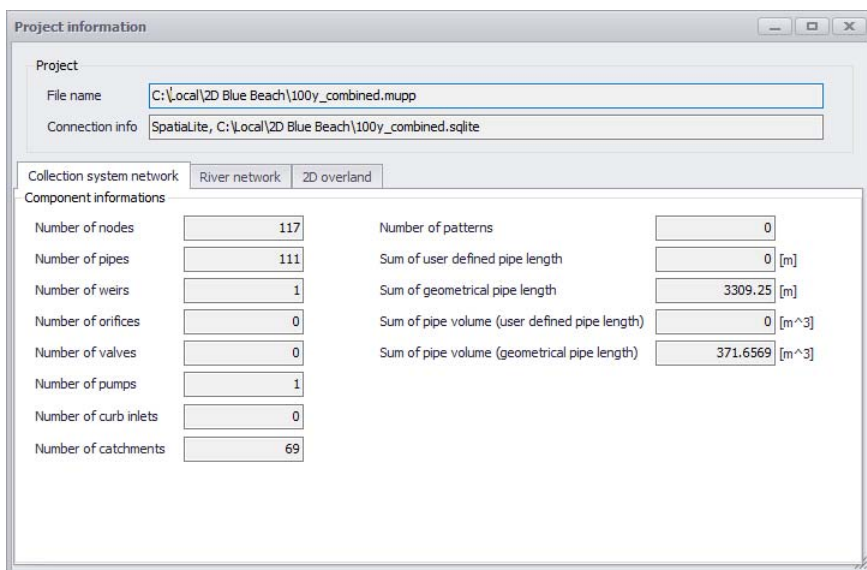 Project information
Project
File name C:\Local\2D Blue Beach\100y_combined.mupp
Connection info SpatiaLite, C:\Local\2D Blue Beach\100y_combined.sqlite
Collection system network River network 2D overland
Component informations
Number of nodes 117 Number of patterns 0
Number of pipes 111 Sum of user defined pipe length 0 [m]
Number of weirs 1 Sum of geometrical pipe length 3309.25 [m]
Number of orifices 0 Sum of pipe volume (user defined pipe length) 0 [m^3]
Number of valves 0 Sum of pipe volume (geometrical pipe length) 371.6569 [m^3]
Number of pumps 1
Number of curb inlets 0
Number of catchments 69